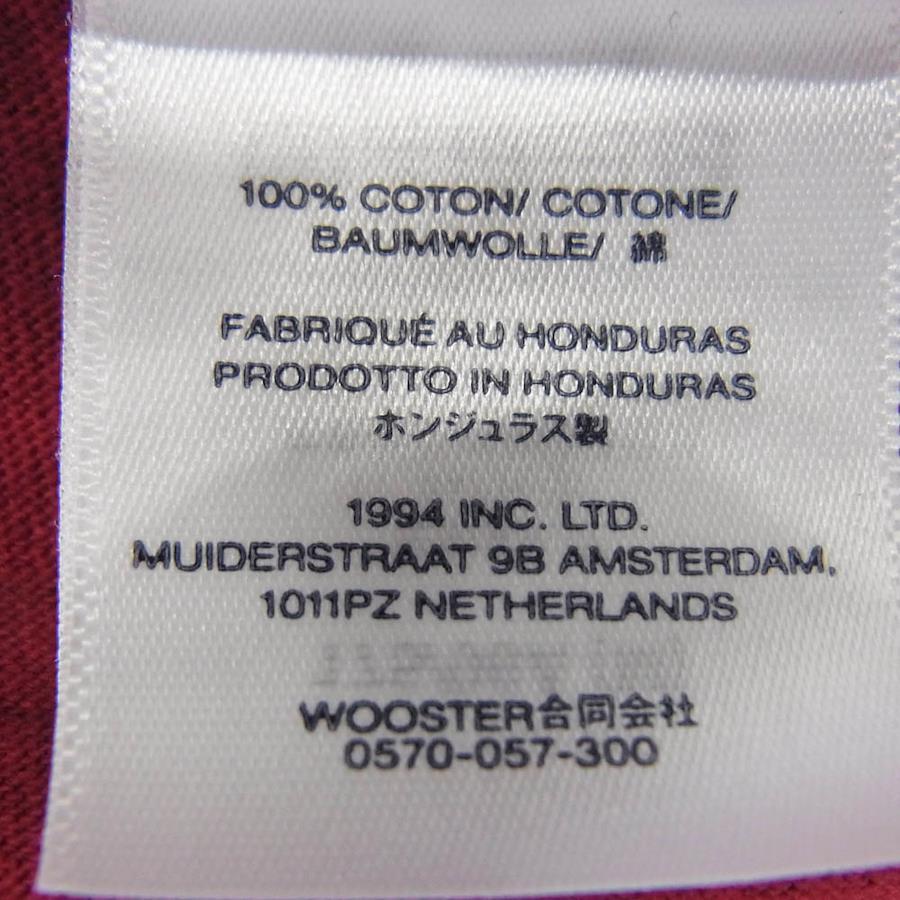 100% COTON/ COTONE/
BAUMWOLLE/ 綿
FABRIQUÉ AU HONDURAS
PRODOTTO IN HONDURAS
ホンジュラス製
1994 INC. LTD.
MUIDERSTRAAT 9B AMSTERDAM,
1011PZ NETHERLANDS
WOOSTER合同会社
0570-057-300